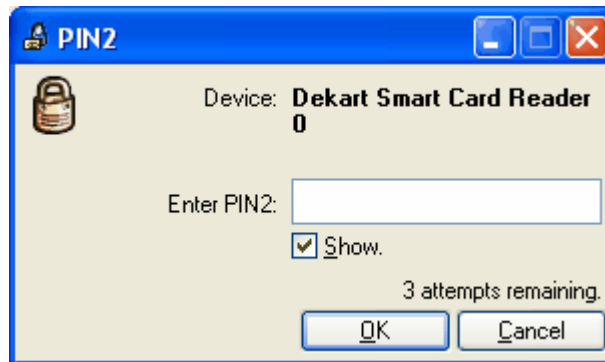 PIN2
Device: Dekart Smart Card Reader
0
Enter PIN2:
Show.
3 attempts remaining.
OK Cancel